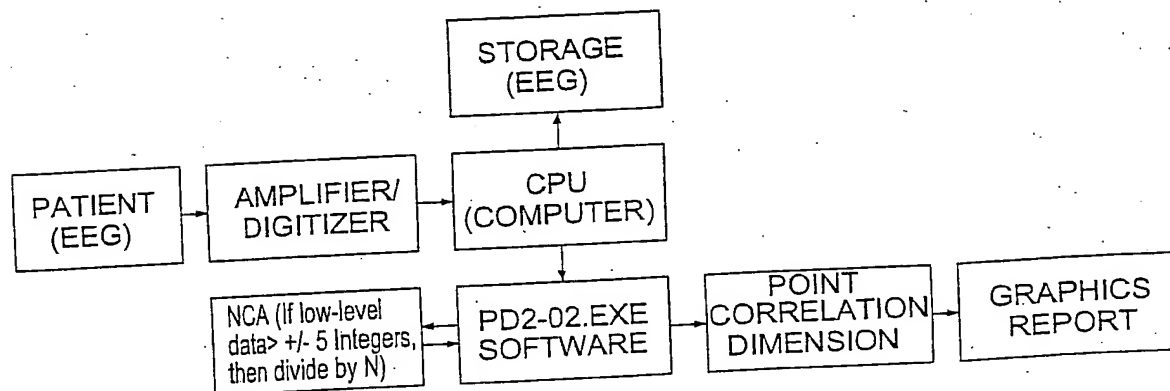 STORAGE
(EEG)
PATIENT
(EEG)
AMPLIFIER/
DIGITIZER
CPU
(COMPUTER)
NCA (If low-level
data> +/- 5 Integers,
then divide by N)
PD2-02.EXE
SOFTWARE
POINT
CORRELATION
DIMENSION
GRAPHICS
REPORT